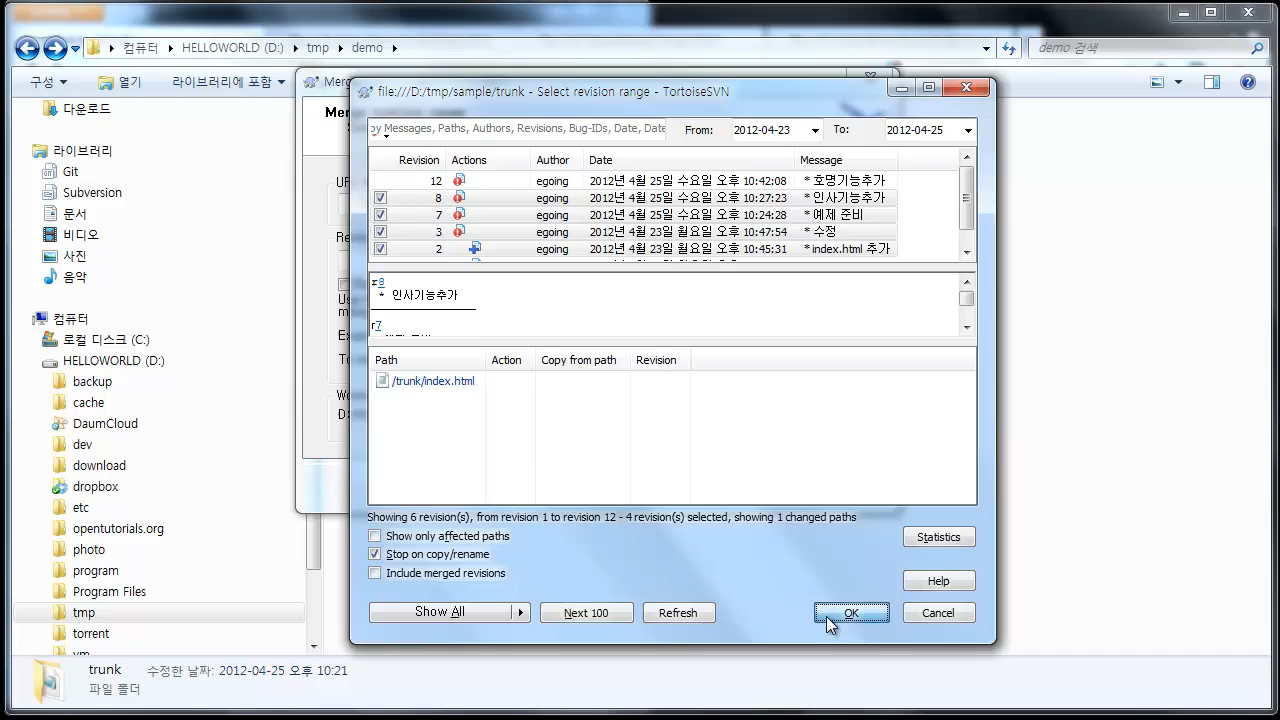 컴퓨터 HELLOWORLD (D:) tmp demo
demo 검색
구성 열기 라이브러리에 포함
다운로드
라이브러리
Git
Subversion
문서
비디오
사진
음악
컴퓨터
로컬 디스크 (C:)
HELLOWORLD (D:)
backup
cache
DaumCloud
dev
download
dropbox
etc
opentutorials.org
photo
program
Program Files
tmp
torrent
vm
trunk 수정한 날짜: 2012-04-25 오후 10:21
파일 폴더
file:///D:/tmp/sample/trunk - Select revision range - TortoiseSVN
py Messages, Paths, Authors, Revisions, Bug-IDs, Date, Date From: 2012-04-23 To: 2012-04-25
Revision Actions Author Date Message
12 egoing 2012년 4월 25일 수요일 오후 10:42:08 * 호명기능추가
8 egoing 2012년 4월 25일 수요일 오후 10:27:23 * 인사기능추가
7 egoing 2012년 4월 25일 수요일 오후 10:24:28 * 예제 준비
3 egoing 2012년 4월 23일 월요일 오후 10:47:54 * 수정
2 egoing 2012년 4월 23일 월요일 오후 10:45:31 * index.html 추가
r8
* 인사기능추가
r7
Path Action Copy from path Revision
/trunk/index.html
Showing 6 revision(s), from revision 1 to revision 12 - 4 revision(s) selected, showing 1 changed paths
Show only affected paths
Statistics
Stop on copy/rename
Include merged revisions
Help
Show All Next 100 Refresh OK Cancel